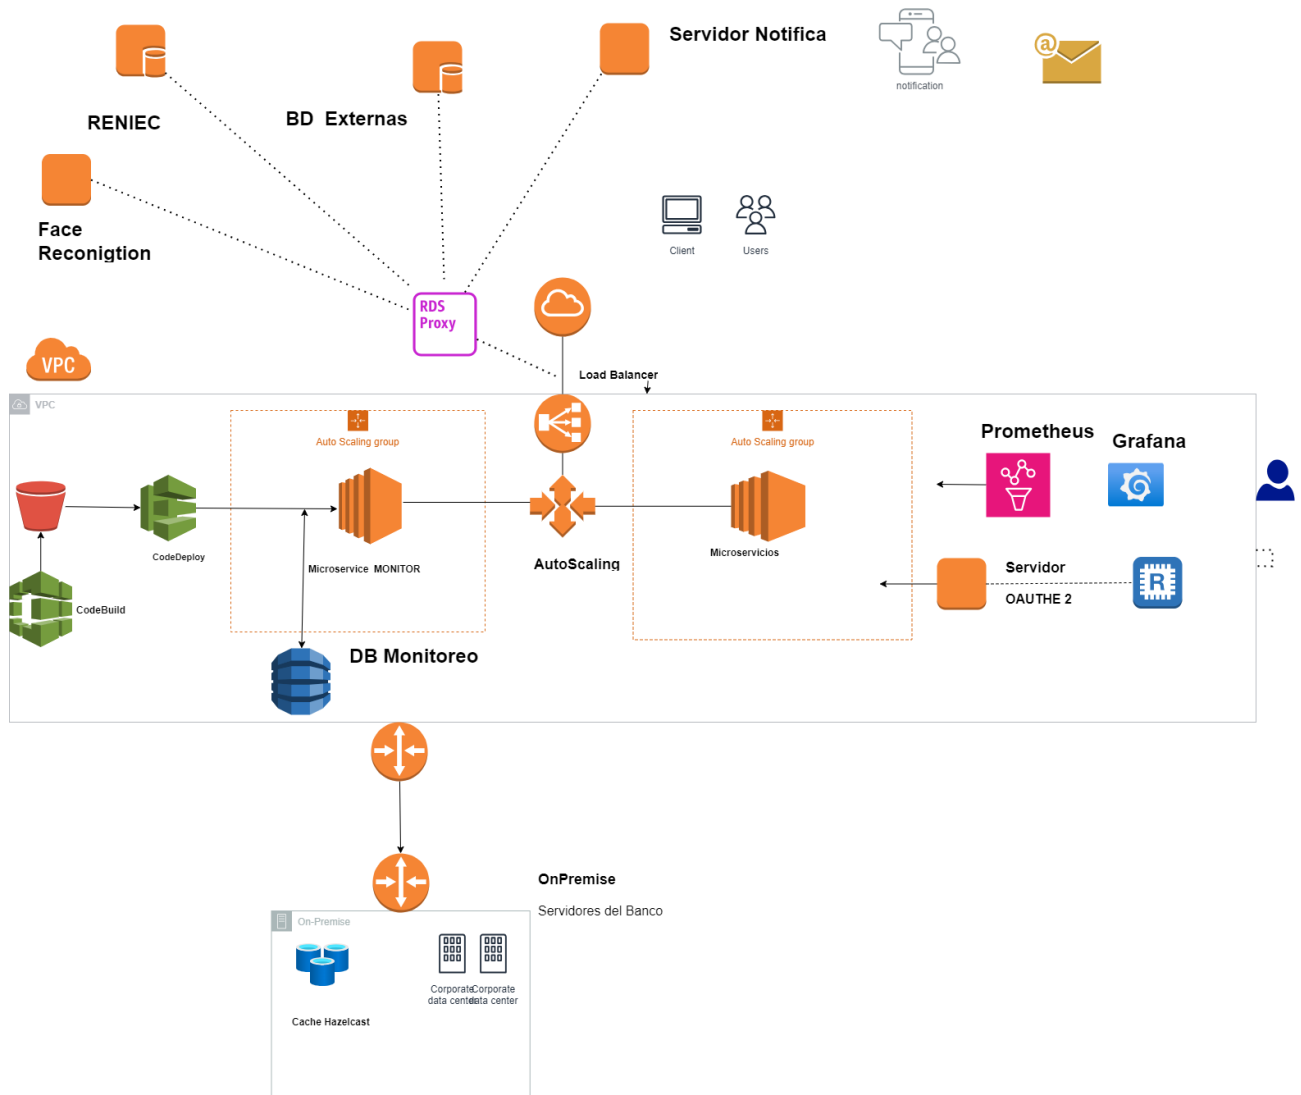 Servidor Notifica
notification
@
RENIEC
BD  Externas
Face
Reconigtion
Client
Users
RDS
Proxy
VPC
Load Balancer
VPC
Auto Scaling group
Auto Scaling group
Prometheus
Grafana
CodeDeploy
Microservice  MONITOR
AutoScaling
Microservicios
Servidor
OAUTHE 2
R
CodeBuild
DB Monitoreo
OnPremise
Servidores del Banco
On-Premise
Corporate
data center
Corporate
data center
Cache Hazelcast